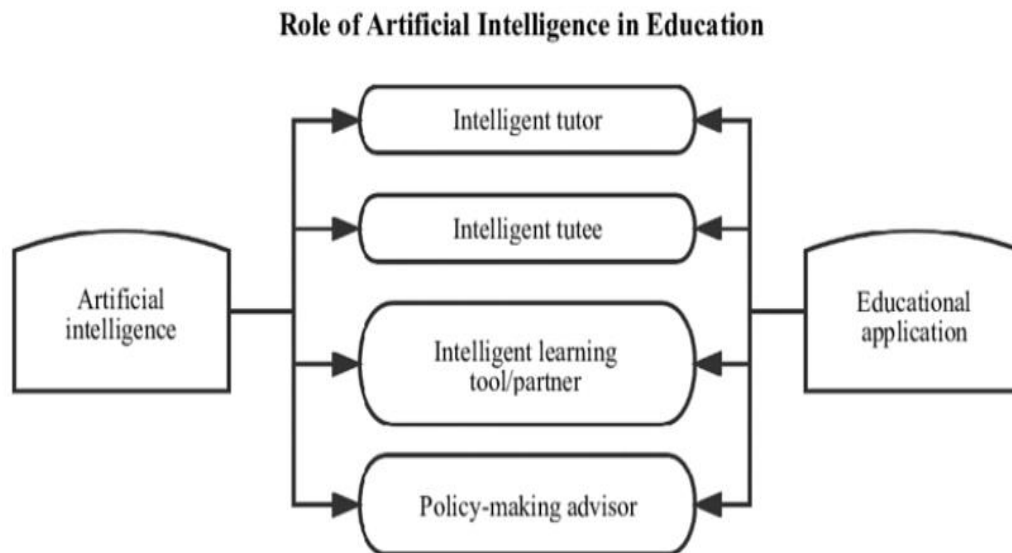 Role of Artificial Intelligence in Education
Intelligent tutor
Intelligent tutee
Artificial
intelligence
Educational
application
Intelligent learning
tool/partner
Policy-making advisor